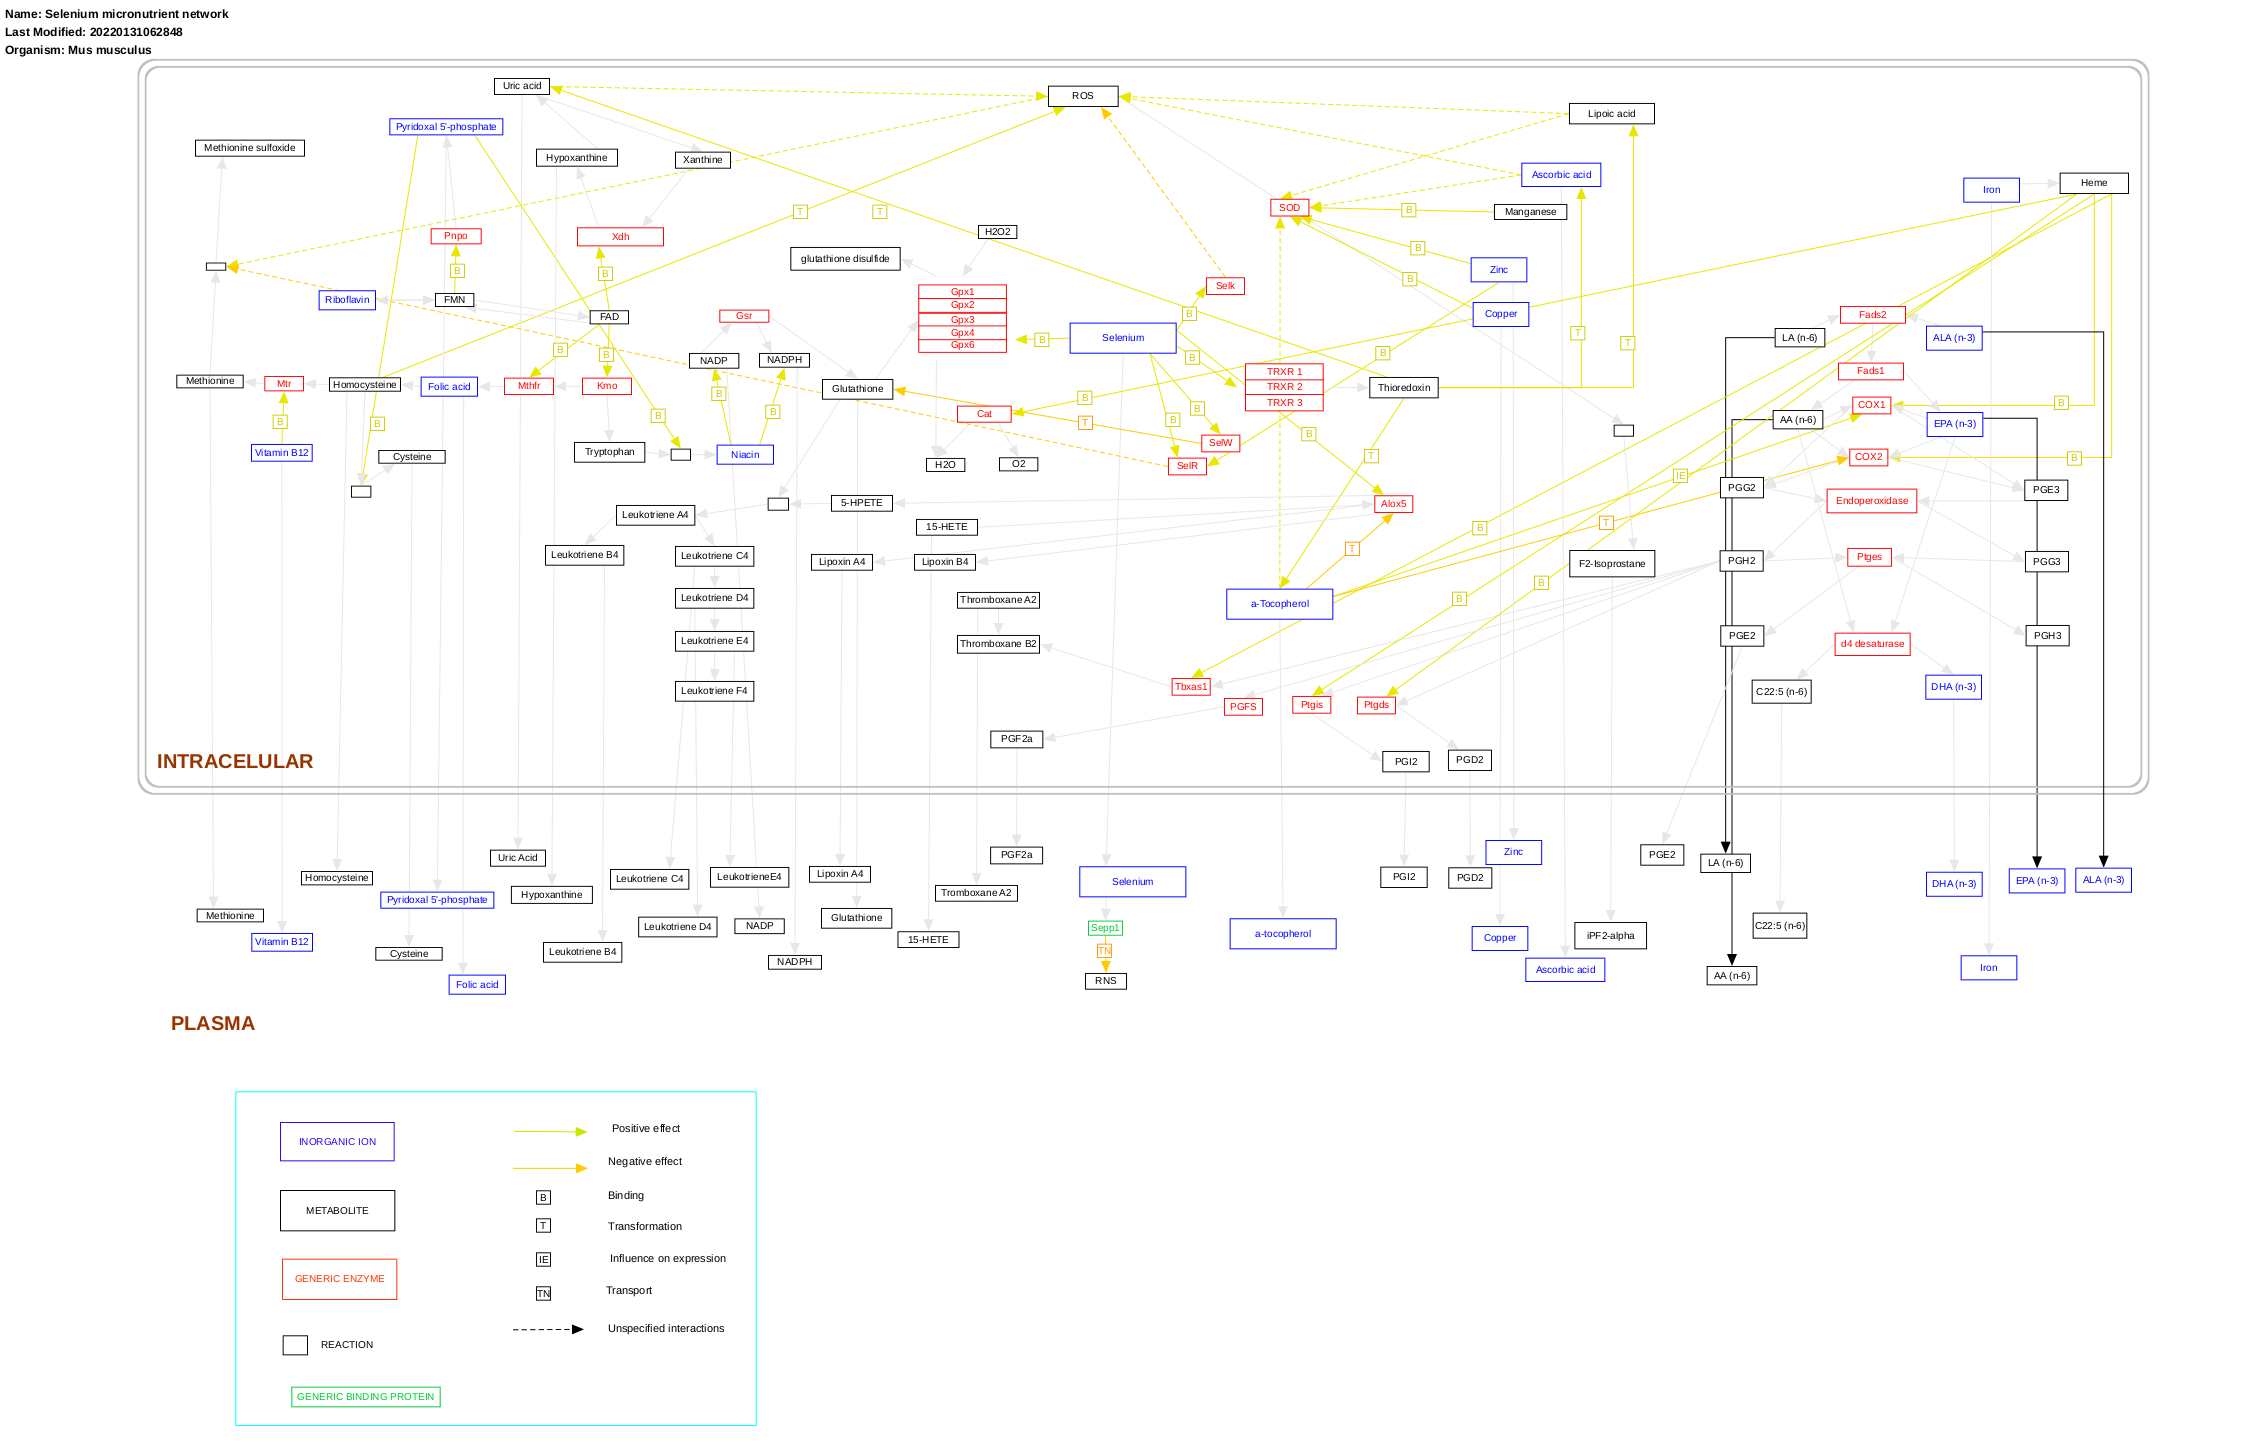 Name: Selenium micronutrient network
Last Modified: 20220131062848
Organism: Mus musculus
Uric acid
ROS
Lipoic acid
Pyridoxal 5'-phosphate
Methionine sulfoxide
Hypoxanthine
Xanthine
Ascorbic acid
Iron
Heme
T
T
SOD
B
Manganese
Pnpo
Xdh
H2O2
B
glutathione disulfide
Zinc
B
B
B
Selk
Gpx1
Gpx2
Gpx3
Gpx4
Gpx6
Riboflavin
FMN
FAD
Gsr
B
Copper
Fads2
Selenium
B
T
T
LA (n-6)
ALA (n-3)
B
B
NADP
NADPH
B
B
TRXR 1
TRXR 2
TRXR 3
Fads1
Methionine
Mtr
Homocysteine
Folic acid
Mthfr
Kmo
Glutathione
Thioredoxin
B
B
COX1
B
B
B
B
B
B
Cat
T
B
B
B
AA (n-6)
EPA (n-3)
SelW
Vitamin B12
Cysteine
Tryptophan
Niacin
H2O
O2
SelR
T
COX2
B
IE
PGG2
PGE3
5-HPETE
Alox5
Endoperoxidase
Leukotriene A4
15-HETE
B
T
Leukotriene B4
Leukotriene C4
Lipoxin A4
Lipoxin B4
T
F2-Isoprostane
PGH2
Ptges
PGG3
B
Leukotriene D4
Thromboxane A2
a-Tocopherol
B
Leukotriene E4
Thromboxane B2
PGE2
d4 desaturase
PGH3
Leukotriene F4
Tbxas1
PGFS
Ptgis
Ptgds
C22:5 (n-6)
DHA (n-3)
PGF2a
PGI2
PGD2
INTRACELULAR
Uric Acid
PGF2a
Zinc
PGE2
LA (n-6)
Homocysteine
Leukotriene C4
LeukotrieneE4
Lipoxin A4
Selenium
PGI2
PGD2
DHA (n-3)
EPA (n-3)
ALA (n-3)
Pyridoxal 5'-phosphate
Hypoxanthine
Tromboxane A2
Methionine
Leukotriene D4
NADP
Glutathione
Sepp1
a-tocopherol
Copper
iPF2-alpha
C22:5 (n-6)
Vitamin B12
Cysteine
Leukotriene B4
15-HETE
TN
NADPH
Ascorbic acid
Iron
Folic acid
RNS
AA (n-6)
PLASMA
INORGANIC ION
Positive effect
Negative effect
METABOLITE
B
Binding
T
Transformation
GENERIC ENZYME
IE
Influence on expression
TN
Transport
REACTION
Unspecified interactions
GENERIC BINDING PROTEIN